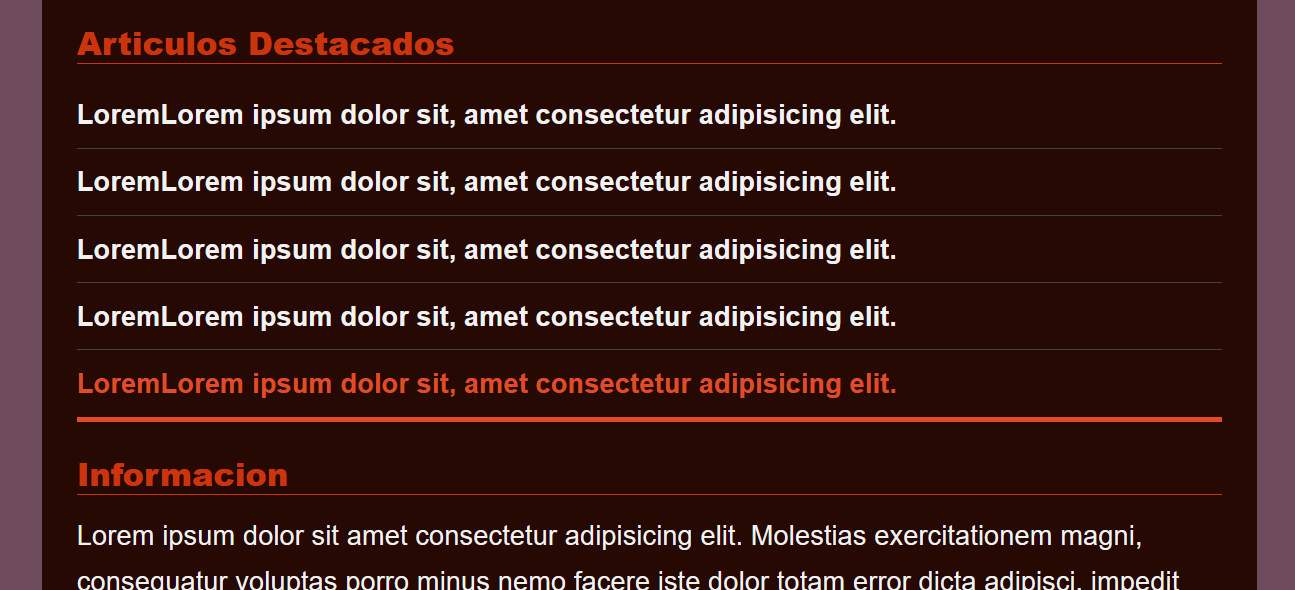 Articulos Destacados
LoremLorem ipsum dolor sit, amet consectetur adipisicing elit.
LoremLorem ipsum dolor sit, amet consectetur adipisicing elit.
LoremLorem ipsum dolor sit, amet consectetur adipisicing elit.
LoremLorem ipsum dolor sit, amet consectetur adipisicing elit.
LoremLorem ipsum dolor sit, amet consectetur adipisicing elit.
Informacion
Lorem ipsum dolor sit amet consectetur adipisicing elit. Molestias exercitationem magni,
consequatur voluptas porro minus nemo facere iste dolor totam error dicta adipisci, impedit